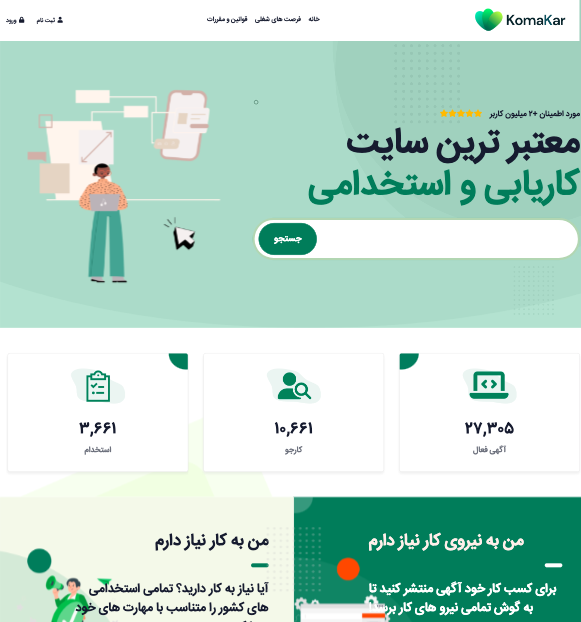 KomaKar
خانه فرصت های شغلی قوانین و مقررات
ثبت نام ورود
مورد اطمینان +۲ میلیون کاربر
معتبر ترین سایت
کاریابی و استخدامی
جستجو
۲۷,۳۰۵
آگهی فعال
۱۰,۶۶۱
کارجو
۳,۶۶۱
استخدام
من به نیروی کار نیاز دارم
برای کسب کار خود آگهی منتشر کنید تا
به گوش تمامی نیرو های کار برسد!
من به کار نیاز دارم
آیا نیاز به کار دارید؟ تمامی استخدامی
های کشور را متناسب با مهارت های خود